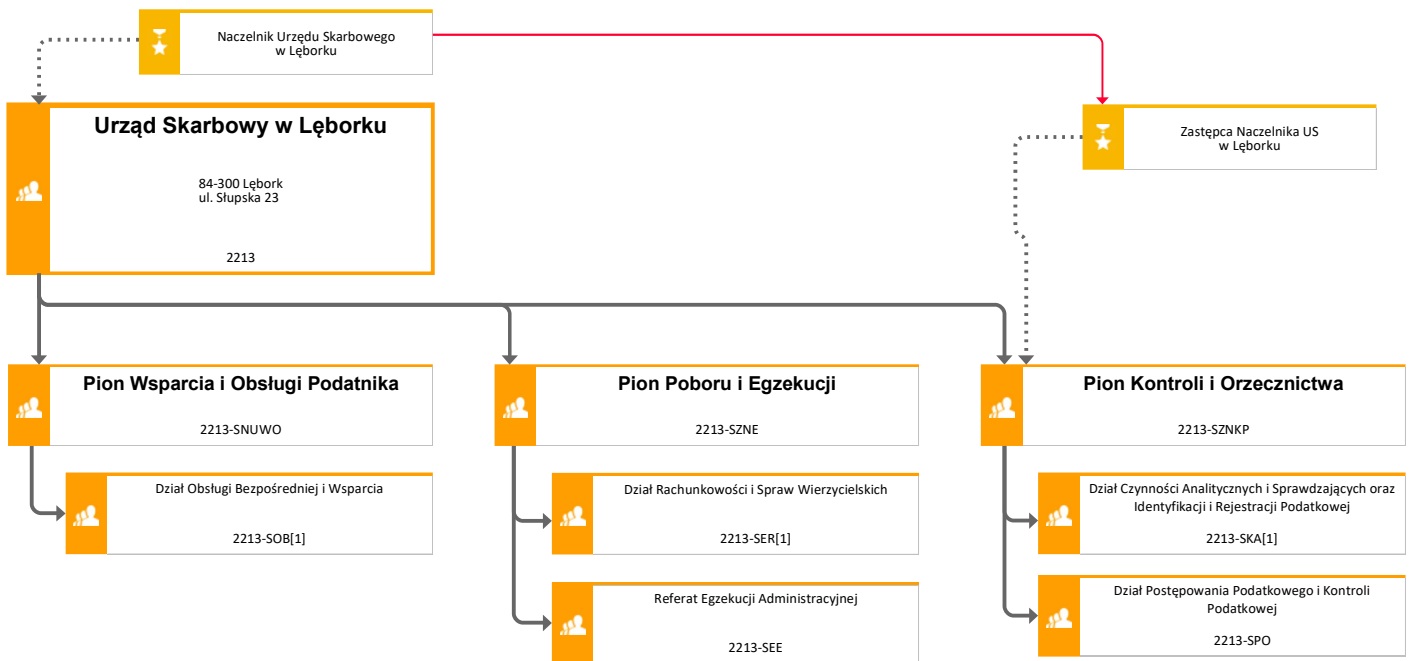 Naczelnik Urzędu Skarbowego
w Lęborku
Urząd Skarbowy w Lęborku
84-300 Lębork
ul. Słupska 23
2213
Zastępca Naczelnika US
w Lęborku
Pion Wsparcia i Obsługi Podatnika
2213-SNUWO
Pion Poboru i Egzekucji
2213-SZNE
Pion Kontroli i Orzecznictwa
2213-SZNKP
Dział Obsługi Bezpośredniej i Wsparcia
2213-SOB[1]
Dział Rachunkowości i Spraw Wierzycielskich
2213-SER[1]
Dział Czynności Analitycznych i Sprawdzających oraz
Identyfikacji i Rejestracji Podatkowej
2213-SKA[1]
Referat Egzekucji Administracyjnej
2213-SEE
Dział Postępowania Podatkowego i Kontroli
Podatkowej
2213-SPO